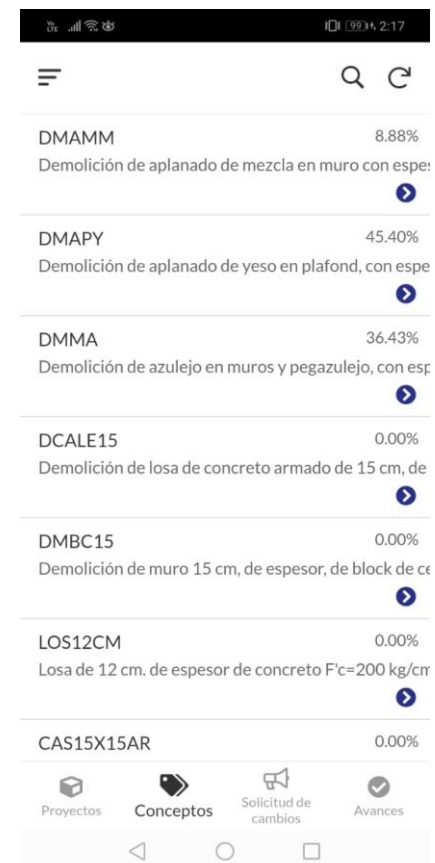 Vo
LTE
99
2:17
DMAMM
8.88%
Demolición de aplanado de mezcla en muro con espes
DMAPY
45.40%
Demolición de aplanado de yeso en plafond, con espe
DMMA
36.43%
Demolición de azulejo en muros y pegazulejo, con esp
DCALE15
0.00%
Demolición de losa de concreto armado de 15 cm, de
DMBC15
0.00%
Demolición de muro 15 cm, de espesor, de block de ce
LOS12CM
0.00%
Losa de 12 cm. de espesor de concreto F'c=200 kg/cm
CAS15X15AR
0.00%
Proyectos
Conceptos
Solicitud de
cambios
Avances